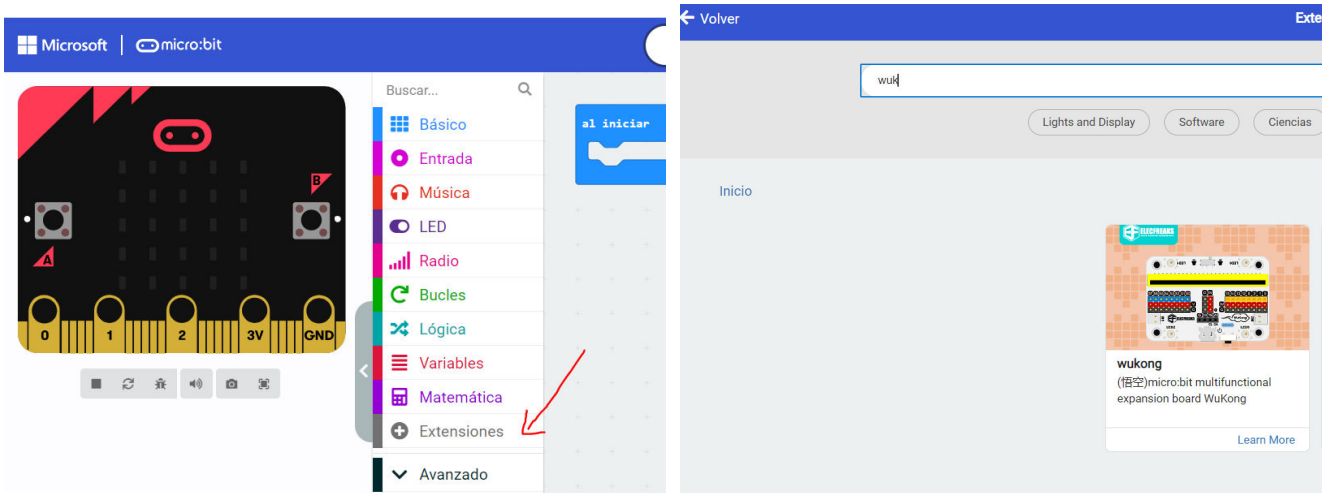 Microsoft micro:bit
Buscar...
Básico
Entrada
Música
LED
Radio
Bucles
Lógica
Variables
Matemática
Extensiones
Avanzado
al iniciar
A
B
0 1 2 3V GND
Volver
Exte
wuk
Lights and Display Software Ciencias
Inicio
ELECFREAKS
wukong
(悟空)micro:bit multifunctional
expansion board WuKong
Learn More